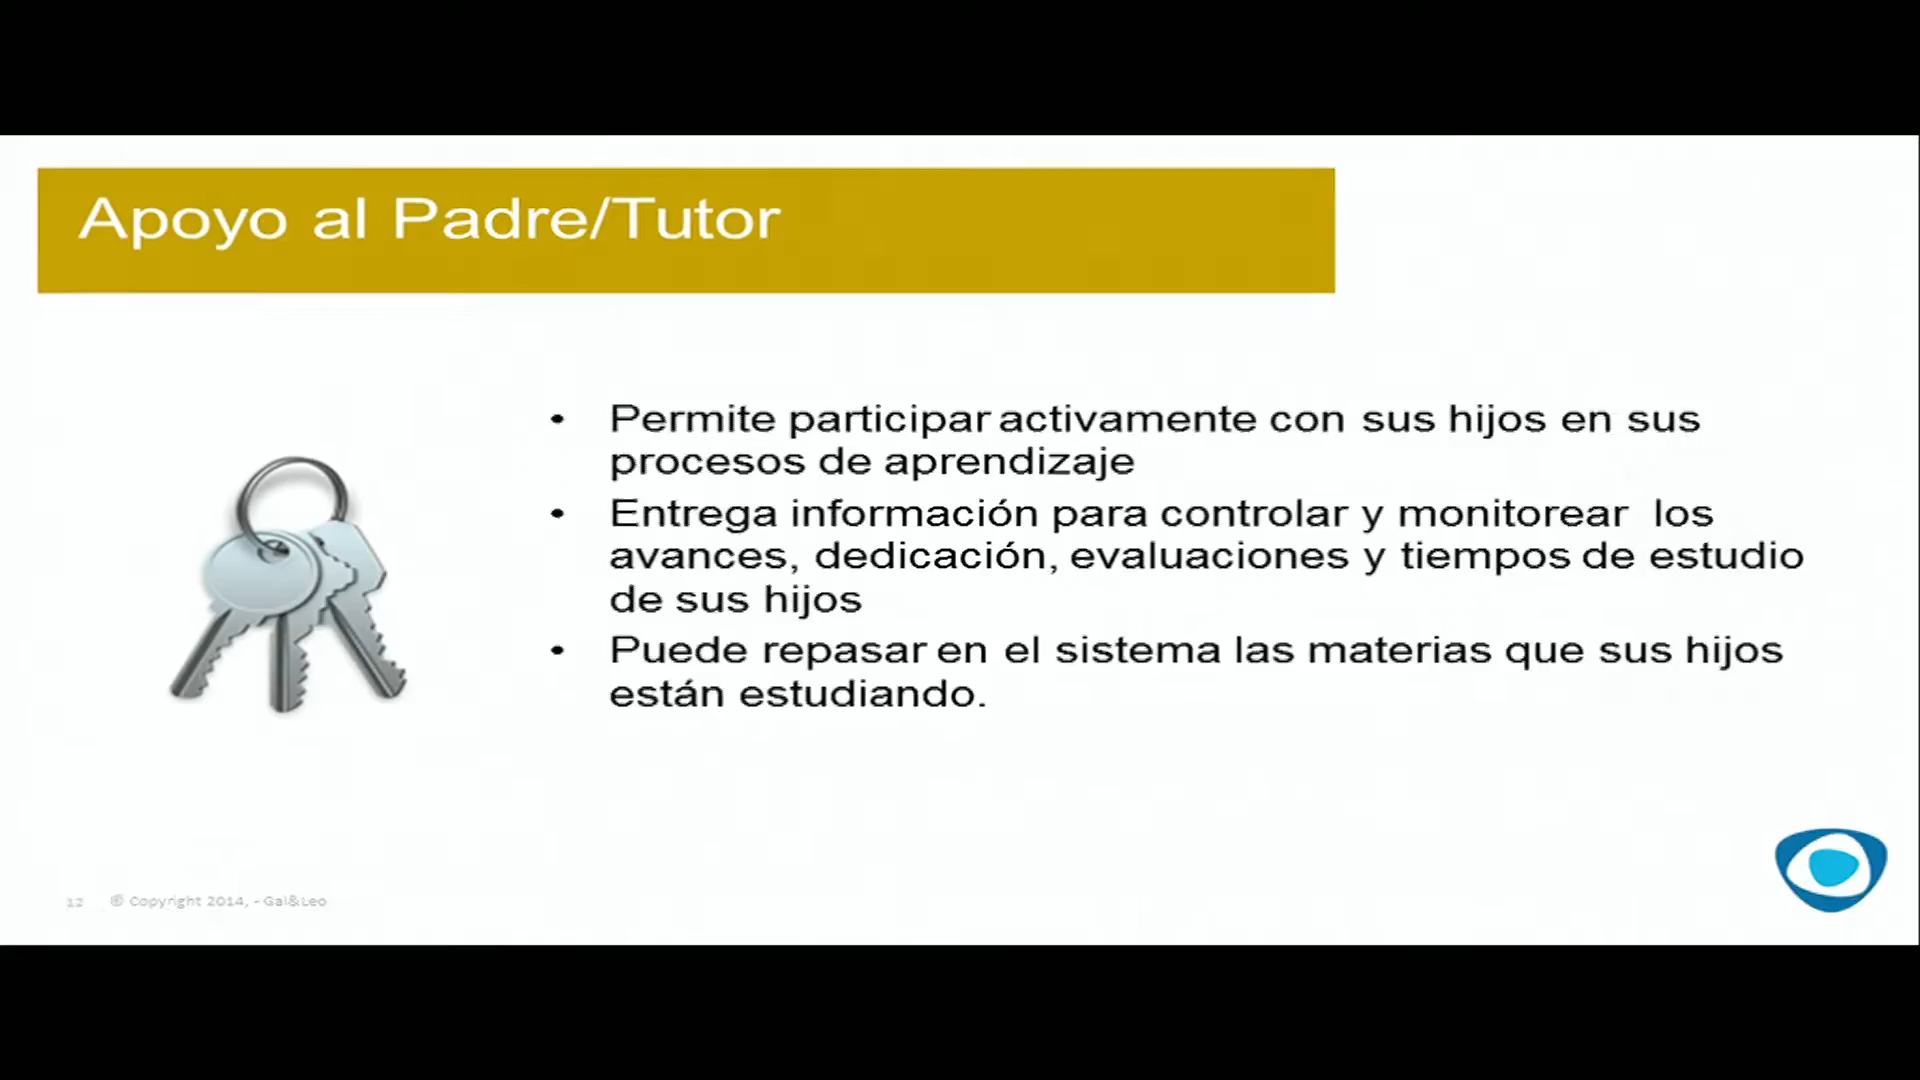 Apoyo al Padre/Tutor
• Permite participar activamente con sus hijos en sus
procesos de aprendizaje
• Entrega información para controlar y monitorear los
avances, dedicación, evaluaciones y tiempos de estudio
de sus hijos
• Puede repasar en el sistema las materias que sus hijos
están estudiando.
12 © Copyright 2014, - Gal&Leo